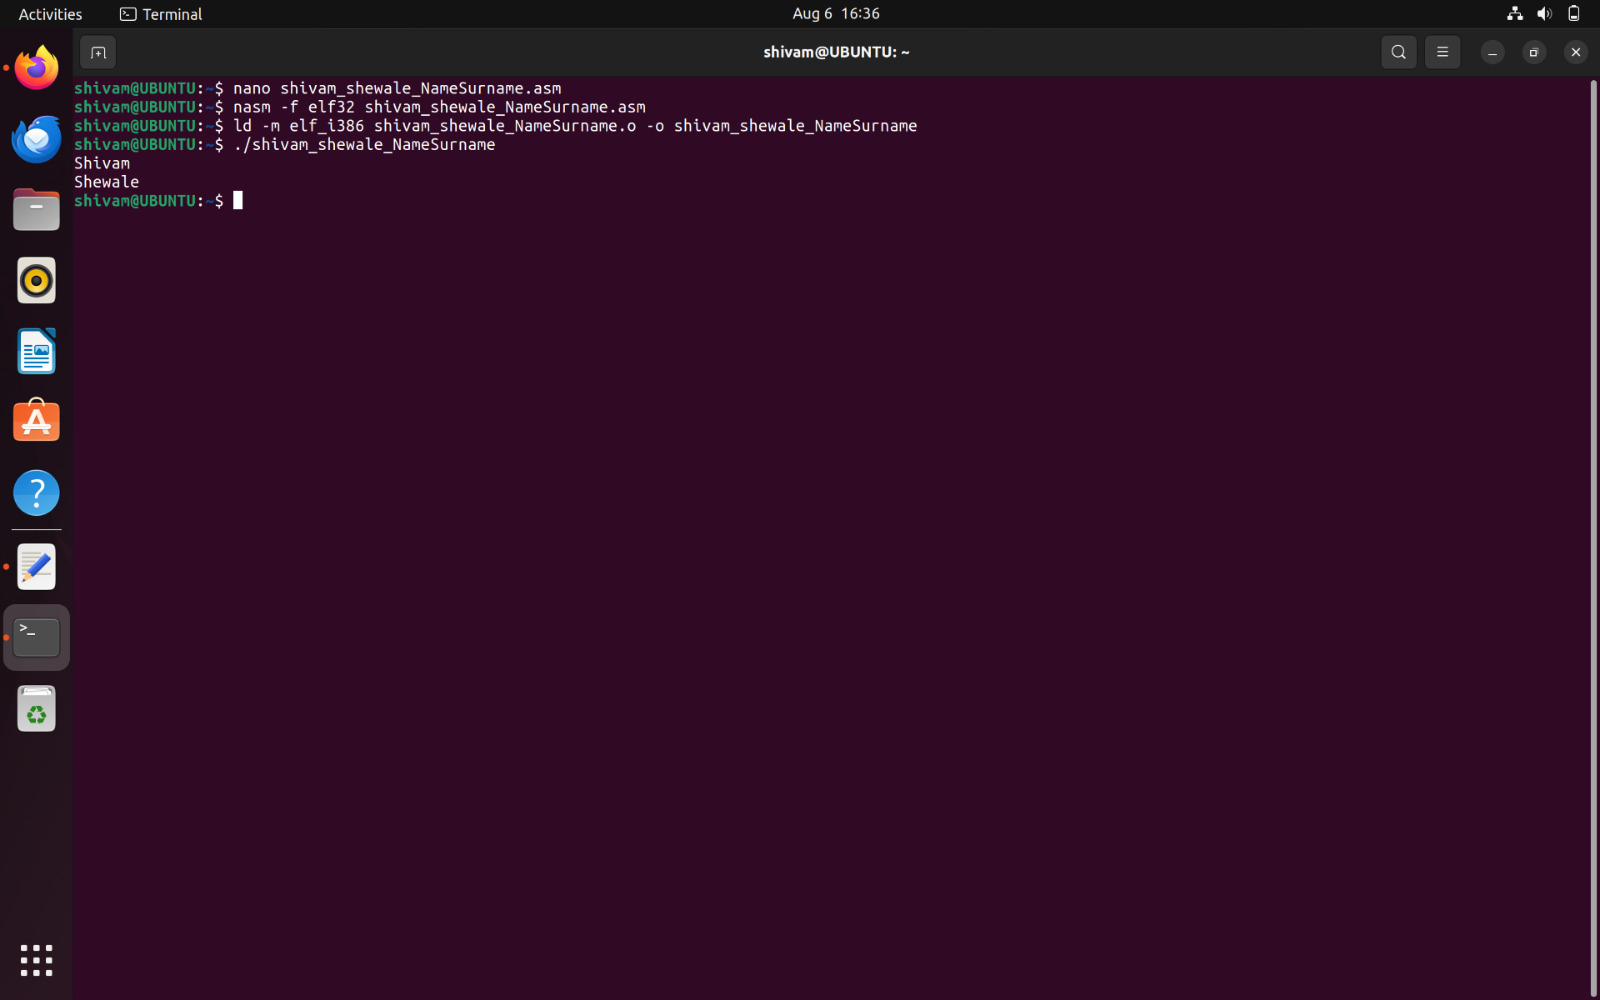 Activities Terminal Aug 6 16:36
shivam@UBUNTU: ~
shivam@UBUNTU:~$ nano shivam_shewale_NameSurname.asm
shivam@UBUNTU:~$ nasm -f elf32 shivam_shewale_NameSurname.asm
shivam@UBUNTU:~$ ld -m elf_i386 shivam_shewale_NameSurname.o -o shivam_shewale_NameSurname
shivam@UBUNTU:~$ ./shivam_shewale_NameSurname
Shivam
Shewale
shivam@UBUNTU:~$